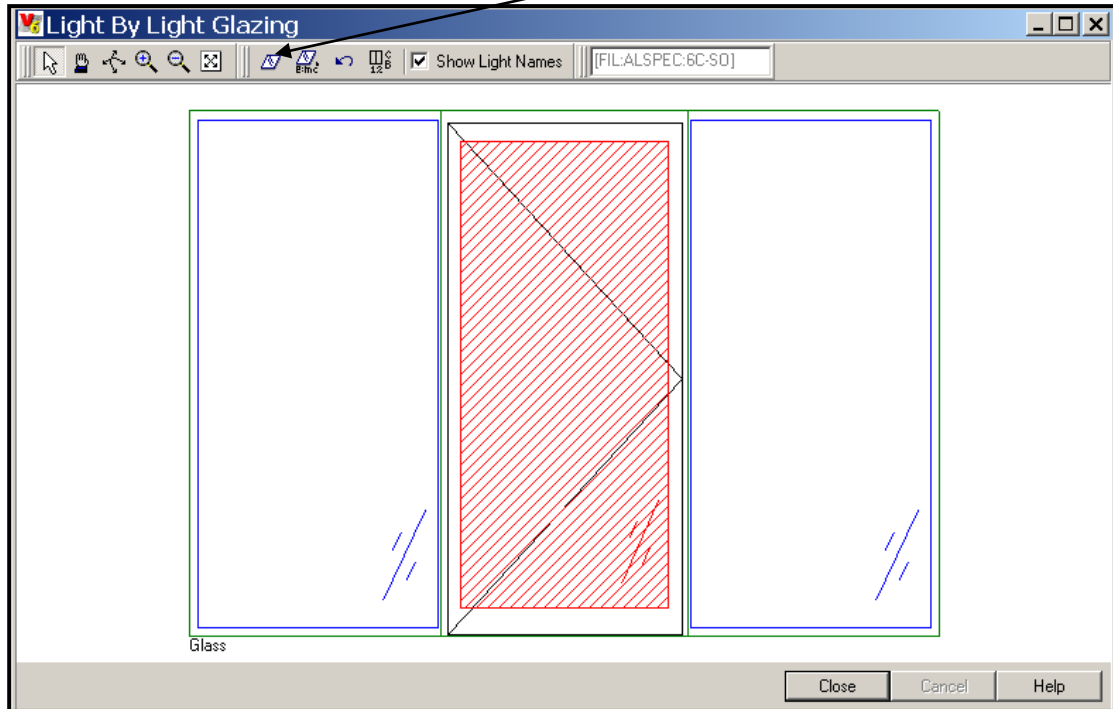 Light By Light Glazing
Show Light Names
[FIL:ALSPEC:6C-SO]
Glass
Close
Cancel
Help